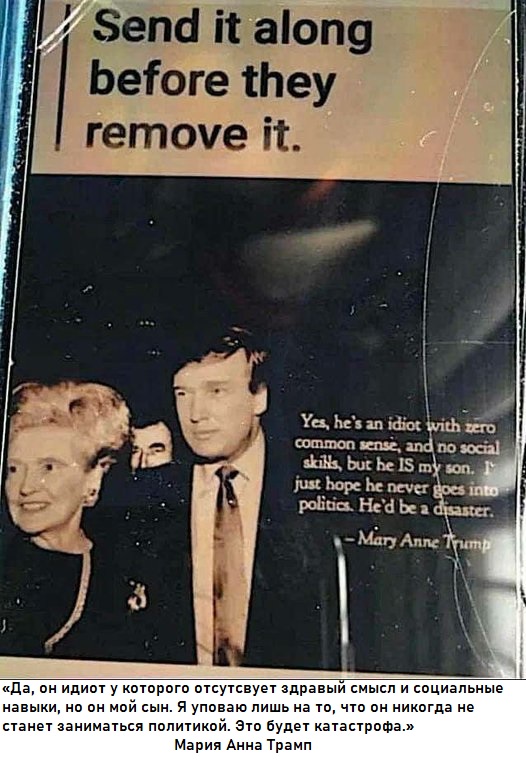 Send it along
before they
remove it.
Yes, he's an idiot with zero
common sense, and no social
skills, but he IS my son. I
just hope he never goes into
politics. He'd be a disaster.
– Mary Anne Trump
«Да, он идиот у которого отсутсвует здравый смысл и социальные
навыки, но он мой сын. Я уповаю лишь на то, что он никогда не
станет заниматься политикой. Это будет катастрофа.»
Мария Анна Трамп